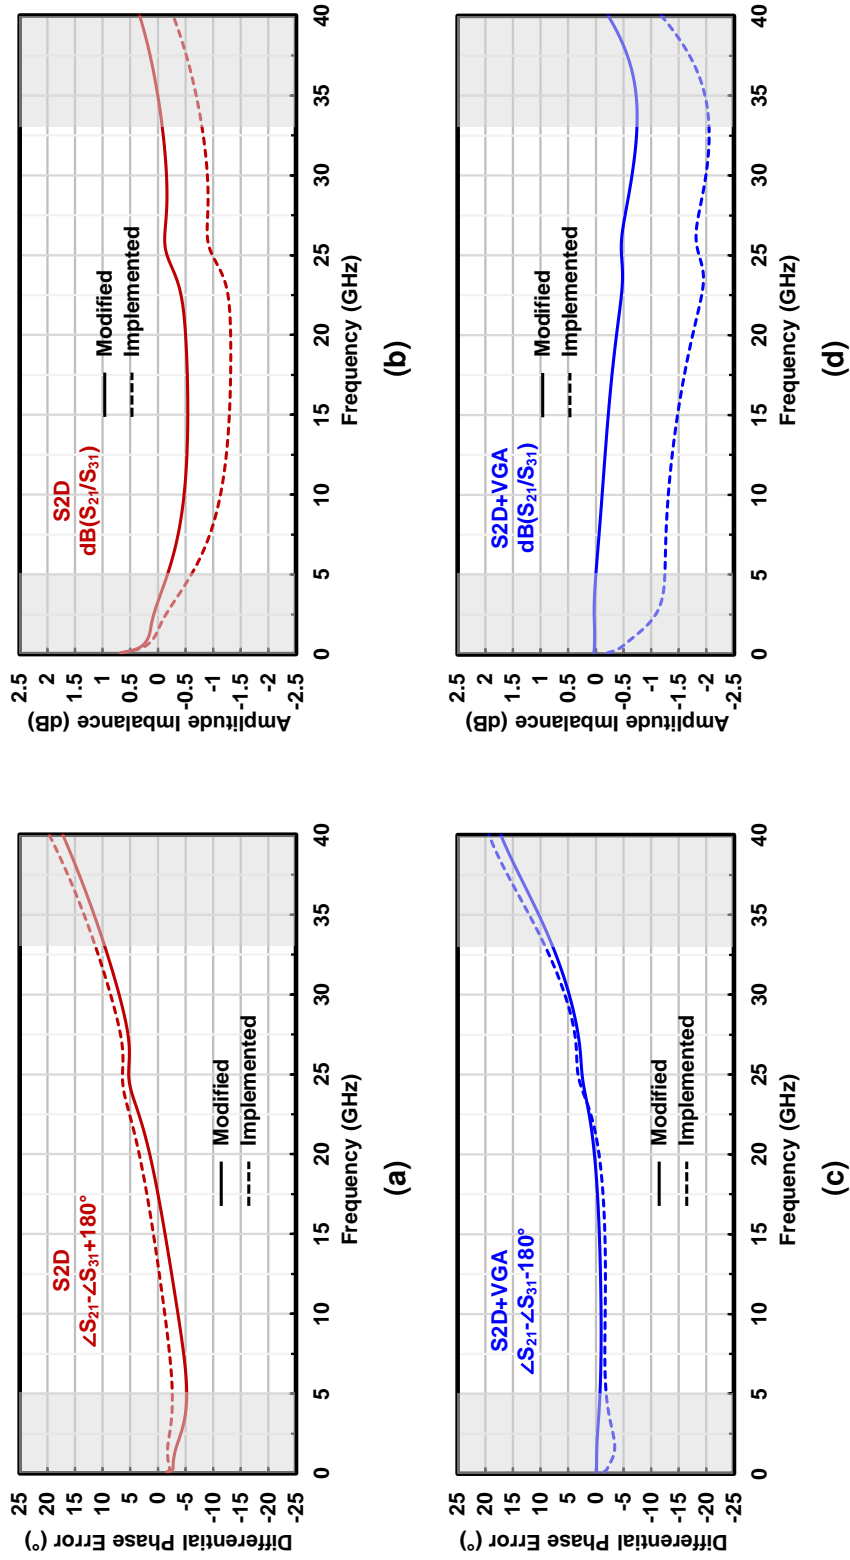 Differential Phase Error (°)
25
20
15
10
5
0
-5
-10
-15
-20
-25
S2D
∠S21-∠S31+180°
Modified
Implemented
0
5
10
15
20
25
30
35
40
Frequency (GHz)
(a)
Amplitude Imbalance (dB)
2.5
2
1.5
1
0.5
0
-0.5
-1
-1.5
-2
-2.5
S2D
dB(S21/S31)
Modified
Implemented
0
5
10
15
20
25
30
35
40
Frequency (GHz)
(b)
Differential Phase Error (°)
25
20
15
10
5
0
-5
-10
-15
-20
-25
S2D+VGA
∠S21-∠S31-180°
Modified
Implemented
0
5
10
15
20
25
30
35
40
Frequency (GHz)
(c)
Amplitude Imbalance (dB)
2.5
2
1.5
1
0.5
0
-0.5
-1
-1.5
-2
-2.5
S2D+VGA
dB(S21/S31)
Modified
Implemented
0
5
10
15
20
25
30
35
40
Frequency (GHz)
(d)